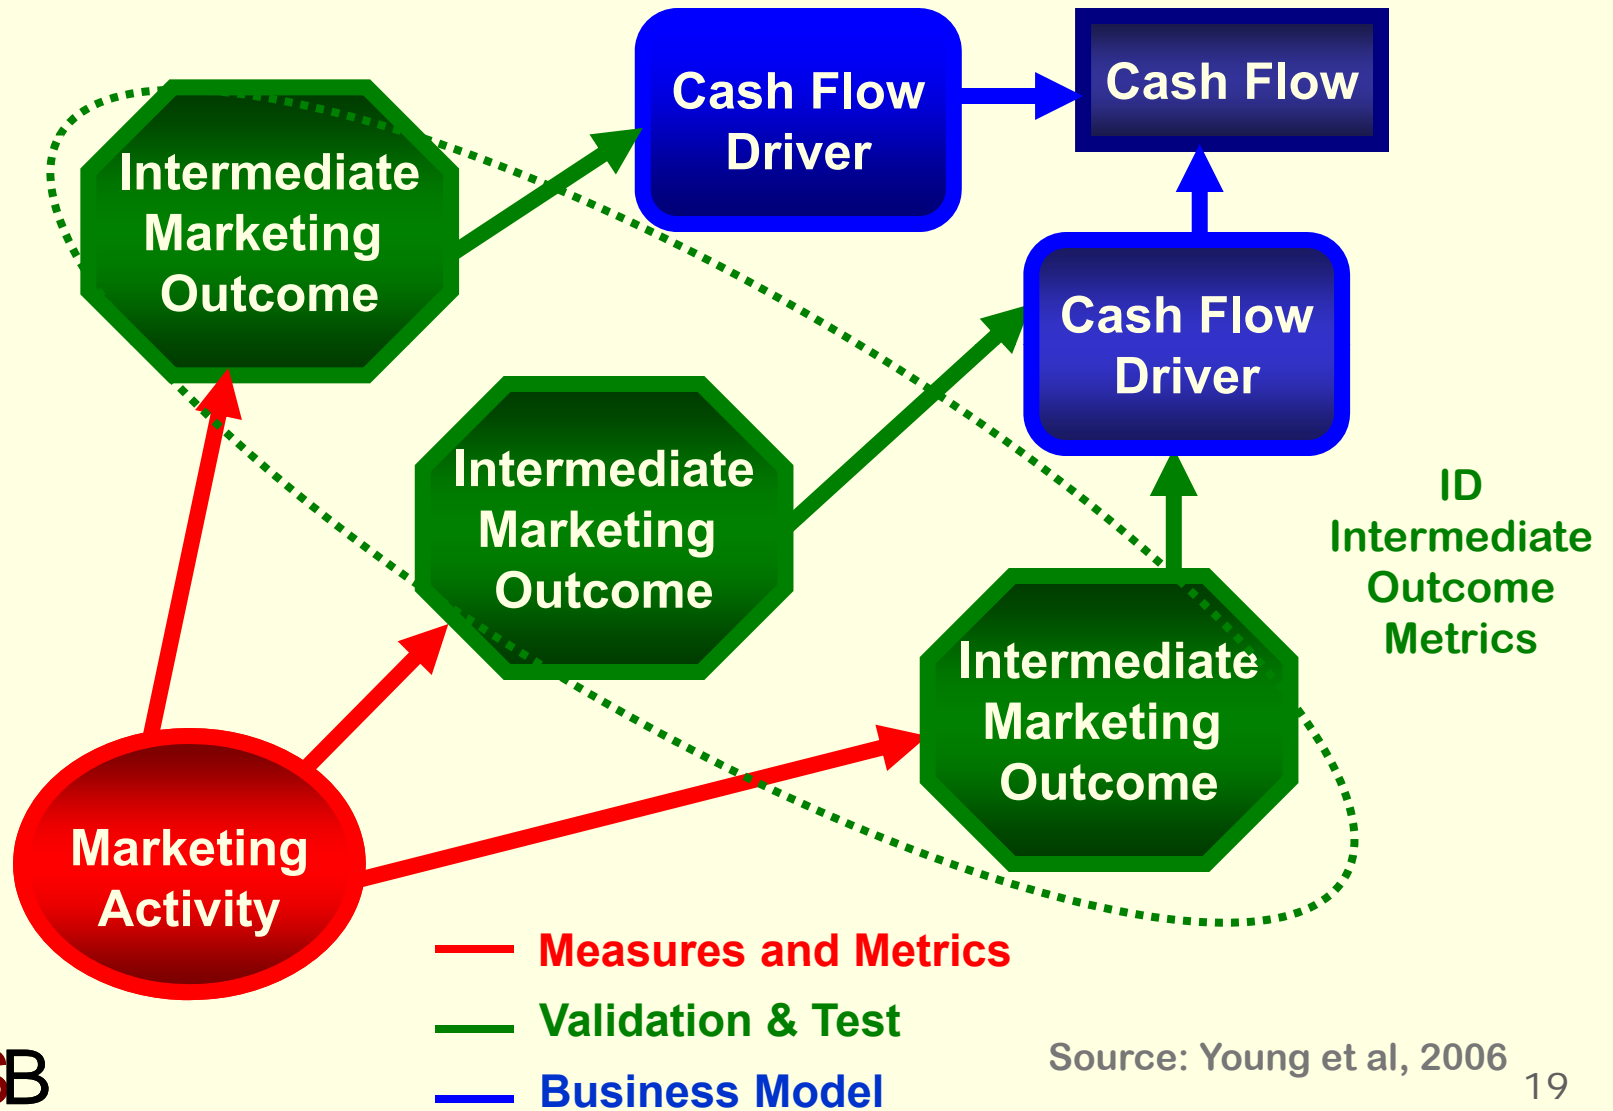 Cash Flow
Driver
Cash Flow
Intermediate
Marketing
Outcome
Cash Flow
Driver
Intermediate
Marketing
Outcome
ID
Intermediate
Outcome
Metrics
Intermediate
Marketing
Outcome
Marketing
Activity
Measures and Metrics
Validation & Test
Business Model
Source: Young et al, 2006
19
SB